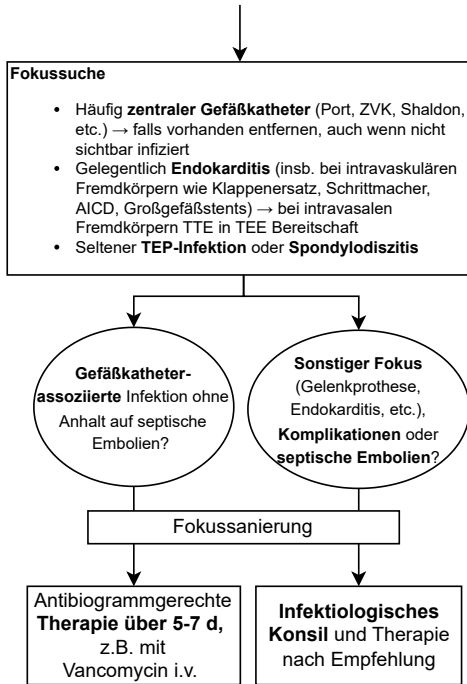 Fokussuche
• Häufig zentraler Gefäßkatheter (Port, ZVK, Shaldon,
etc.) → falls vorhanden entfernen, auch wenn nicht
sichtbar infiziert
• Gelegentlich Endokarditis (insb. bei intravaskulären
Fremdkörpern wie Klappenersatz, Schrittmacher,
AICD, Großgefäßstents) → bei intravasalen
Fremdkörpern TTE in TEE Bereitschaft
• Seltener TEP-Infektion oder Spondylodiszitis
Gefäßkatheter-
assoziierte Infektion ohne
Anhalt auf septische
Embolien?
Sonstiger Fokus
(Gelenkprothese,
Endokarditis, etc.),
Komplikationen oder
septische Embolien?
Fokussanierung
Antibiogrammgerechte
Therapie über 5-7 d,
z.B. mit
Vancomycin i.v.
Infektiologisches
Konsil und Therapie
nach Empfehlung